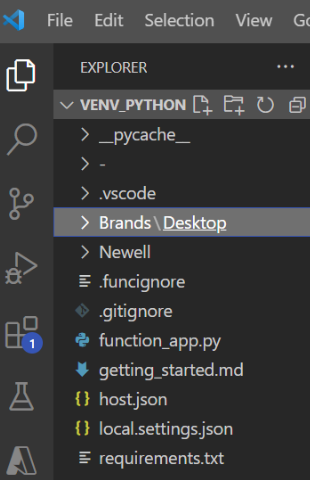 File Edit Selection View Go
EXPLORER
VENV_PYTHON
__pycache__
-
.vscode
Brands\Desktop
Newell
.funcignore
.gitignore
function_app.py
getting_started.md
host.json
1
local.settings.json
requirements.txt